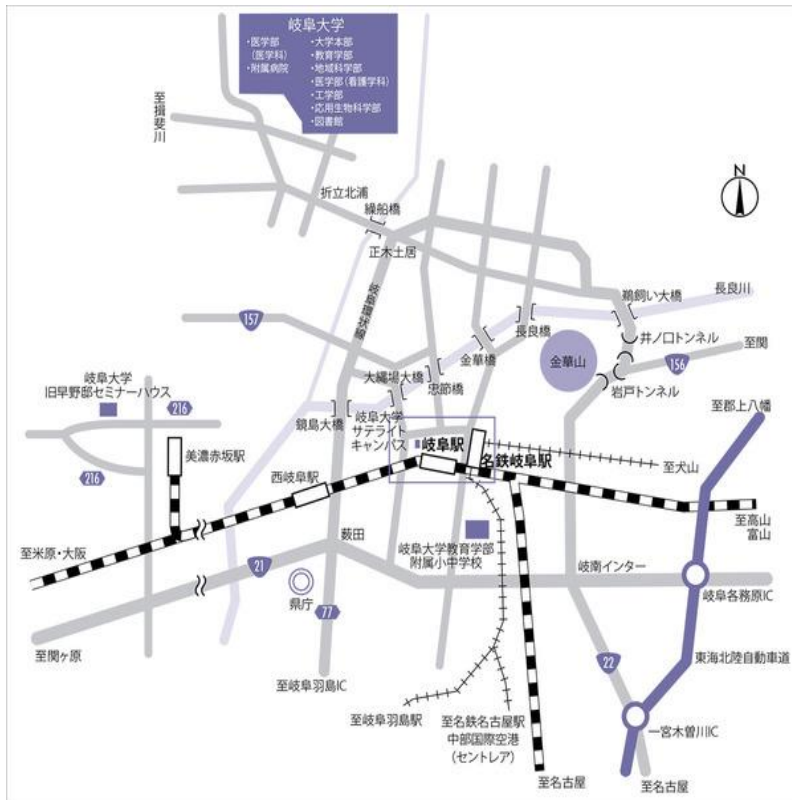 岐阜大学
・医学部
(医学科)
・附属病院
・大学本部
・教育学部
・地域科学部
・医学部(看護学科)
・工学部
・応用生物科学部
・図書館
至揖斐川
折立北浦
繰船橋
正木土居
N
岐阜環状線
鵜飼い大橋
長良川
157
長良橋
井ノ口トンネル
金華橋
金華山
至関
156
大縄場大橋
忠節橋
岩戸トンネル
岐阜大学
旧早野邸セミナーハウス
216
鏡島大橋
岐阜大学
サテライト
キャンパス
至郡上八幡
岐阜駅
名鉄岐阜駅
美濃赤坂駅
216
西岐阜駅
至犬山
至高山
富山
薮田
岐阜大学教育学部
附属小中学校
至米原・大阪
21
岐南インター
岐阜各務原IC
県庁
77
至関ヶ原
22
東海北陸自動車道
至岐阜羽島IC
至岐阜羽島駅
至名鉄名古屋駅
中部国際空港
(セントレア)
一宮木曽川IC
至名古屋
至名古屋